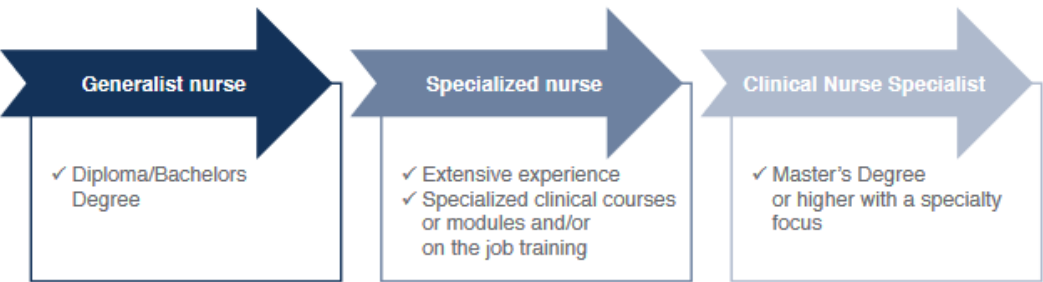 Generalist nurse
✓ Diploma/Bachelors
Degree
Specialized nurse
✓ Extensive experience
✓ Specialized clinical courses
or modules and/or
on the job training
Clinical Nurse Specialist
✓ Master’s Degree
or higher with a specialty
focus